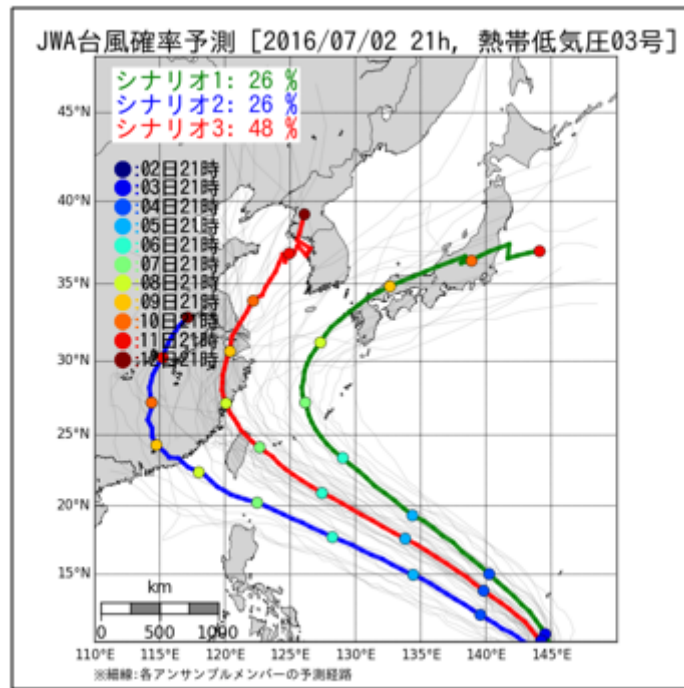 JWA台風確率予測 [2016/07/02 21h, 熱帯低気圧03号]
シナリオ1: 26 %
シナリオ2: 26 %
シナリオ3: 48 %
45°N
:02日21時
:03日21時
:04日21時
:05日21時
:06日21時
:07日21時
:08日21時
:09日21時
:10日21時
:11日21時
:12日21時
40°N
35°N
30°N
25°N
20°N
15°N
km
0 500 1000
110°E 115°E 120°E 125°E 130°E 135°E 140°E 145°E
※細線:各アンサンブルメンバーの予測経路